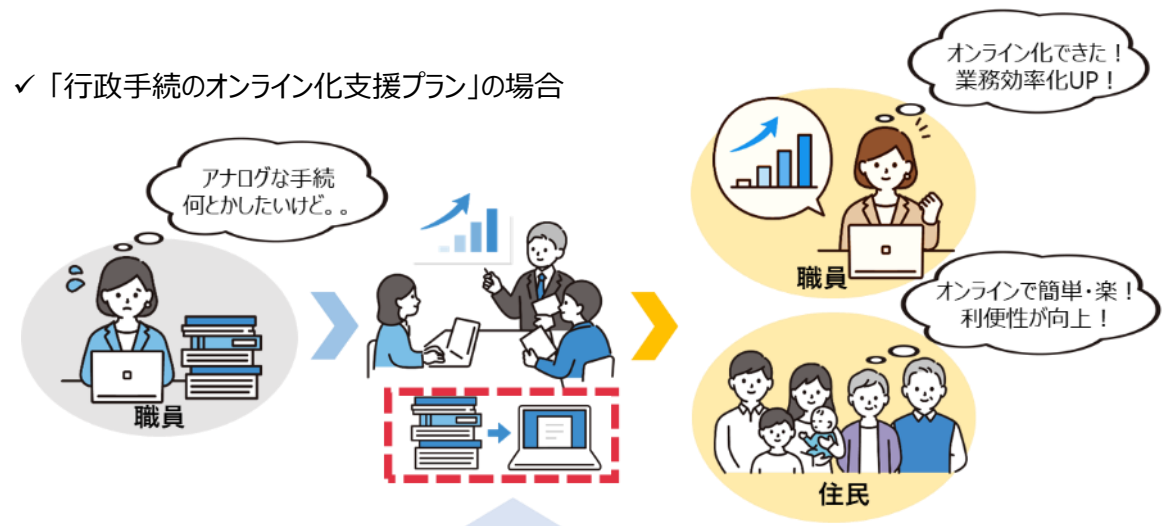 ✓「行政手続のオンライン化支援プラン」の場合
アナログな手続
何とかしたいけど。。
職員
オンライン化できた！
業務効率化UP！
職員
オンラインで簡単・楽！
利便性が向上！
住民